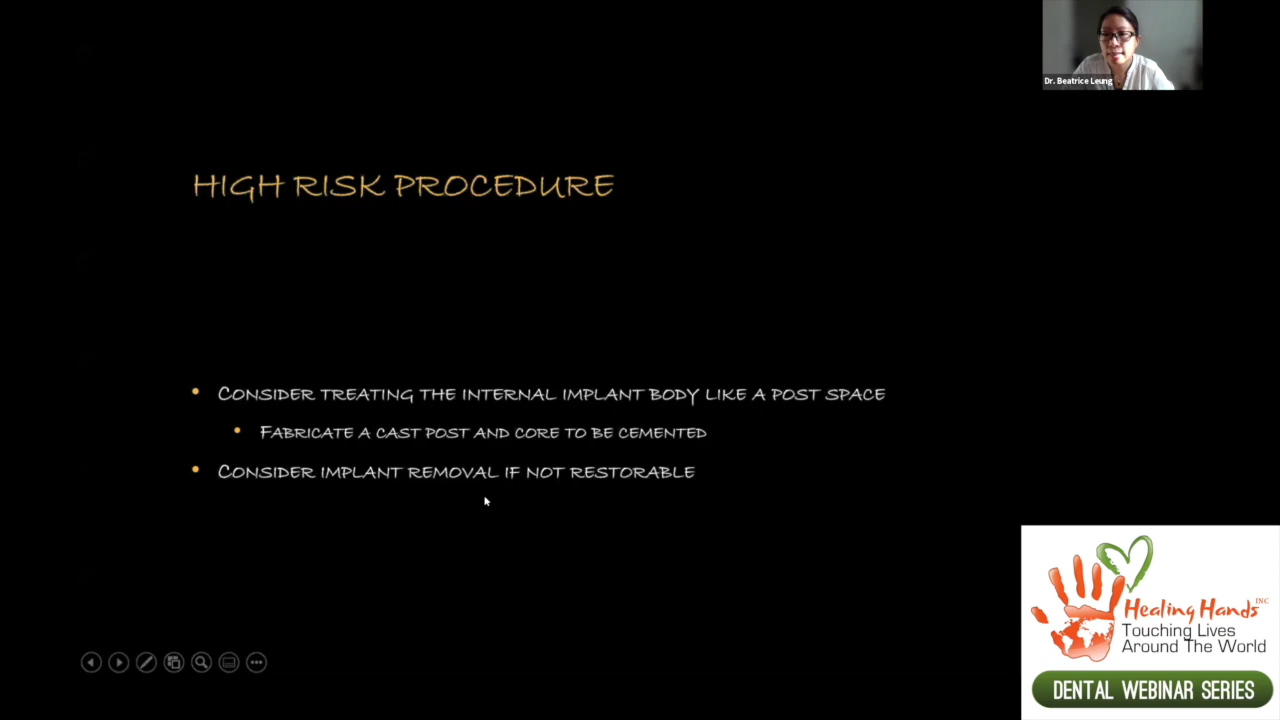 Dr. Beatrice Leung
HIGH RISK PROCEDURE
• CONSIDER TREATING THE INTERNAL IMPLANT BODY LIKE A POST SPACE
• FABRICATE A CAST POST AND CORE TO BE CEMENTED
• CONSIDER IMPLANT REMOVAL IF NOT RESTORABLE
Healing Hands INC
Touching Lives
Around The World
DENTAL WEBINAR SERIES